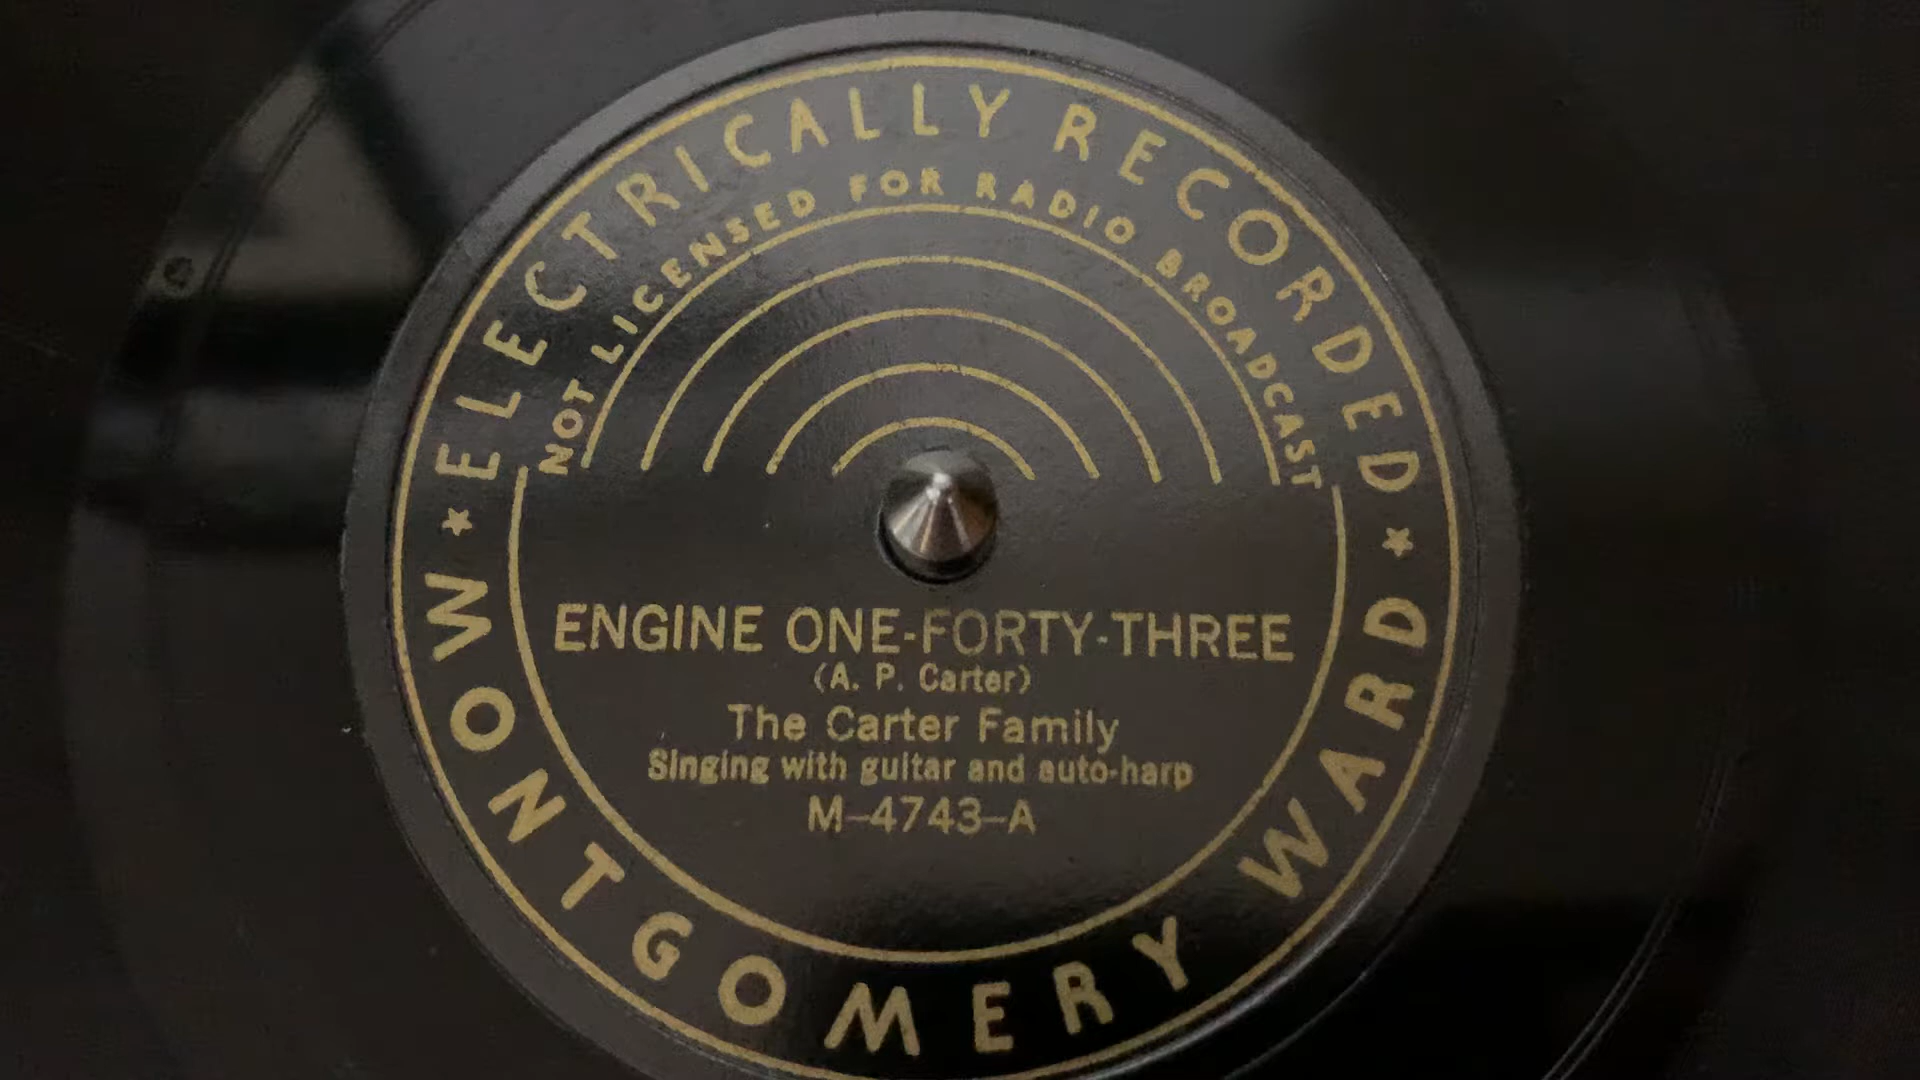 ELECTRICALLY RECORDED
NOT LICENSED FOR RADIO BROADCAST
ENGINE ONE-FORTY-THREE
(A. P. Carter)
The Carter Family
Singing with guitar and auto-harp
M-4743-A
MONTGOMERY WARD